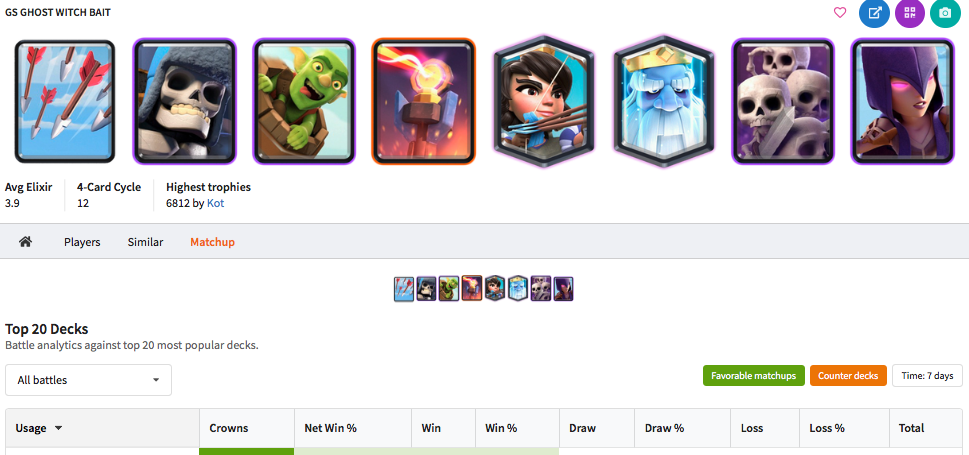 GS GHOST WITCH BAIT
Avg Elixir
3.9
4-Card Cycle
12
Highest trophies
6812 by Kot
Players
Similar
Matchup
Top 20 Decks
Battle analytics against top 20 most popular decks.
All battles
Favorable matchups
Counter decks
Time: 7 days
Usage Crowns Net Win % Win Win % Draw Draw % Loss Loss % Total